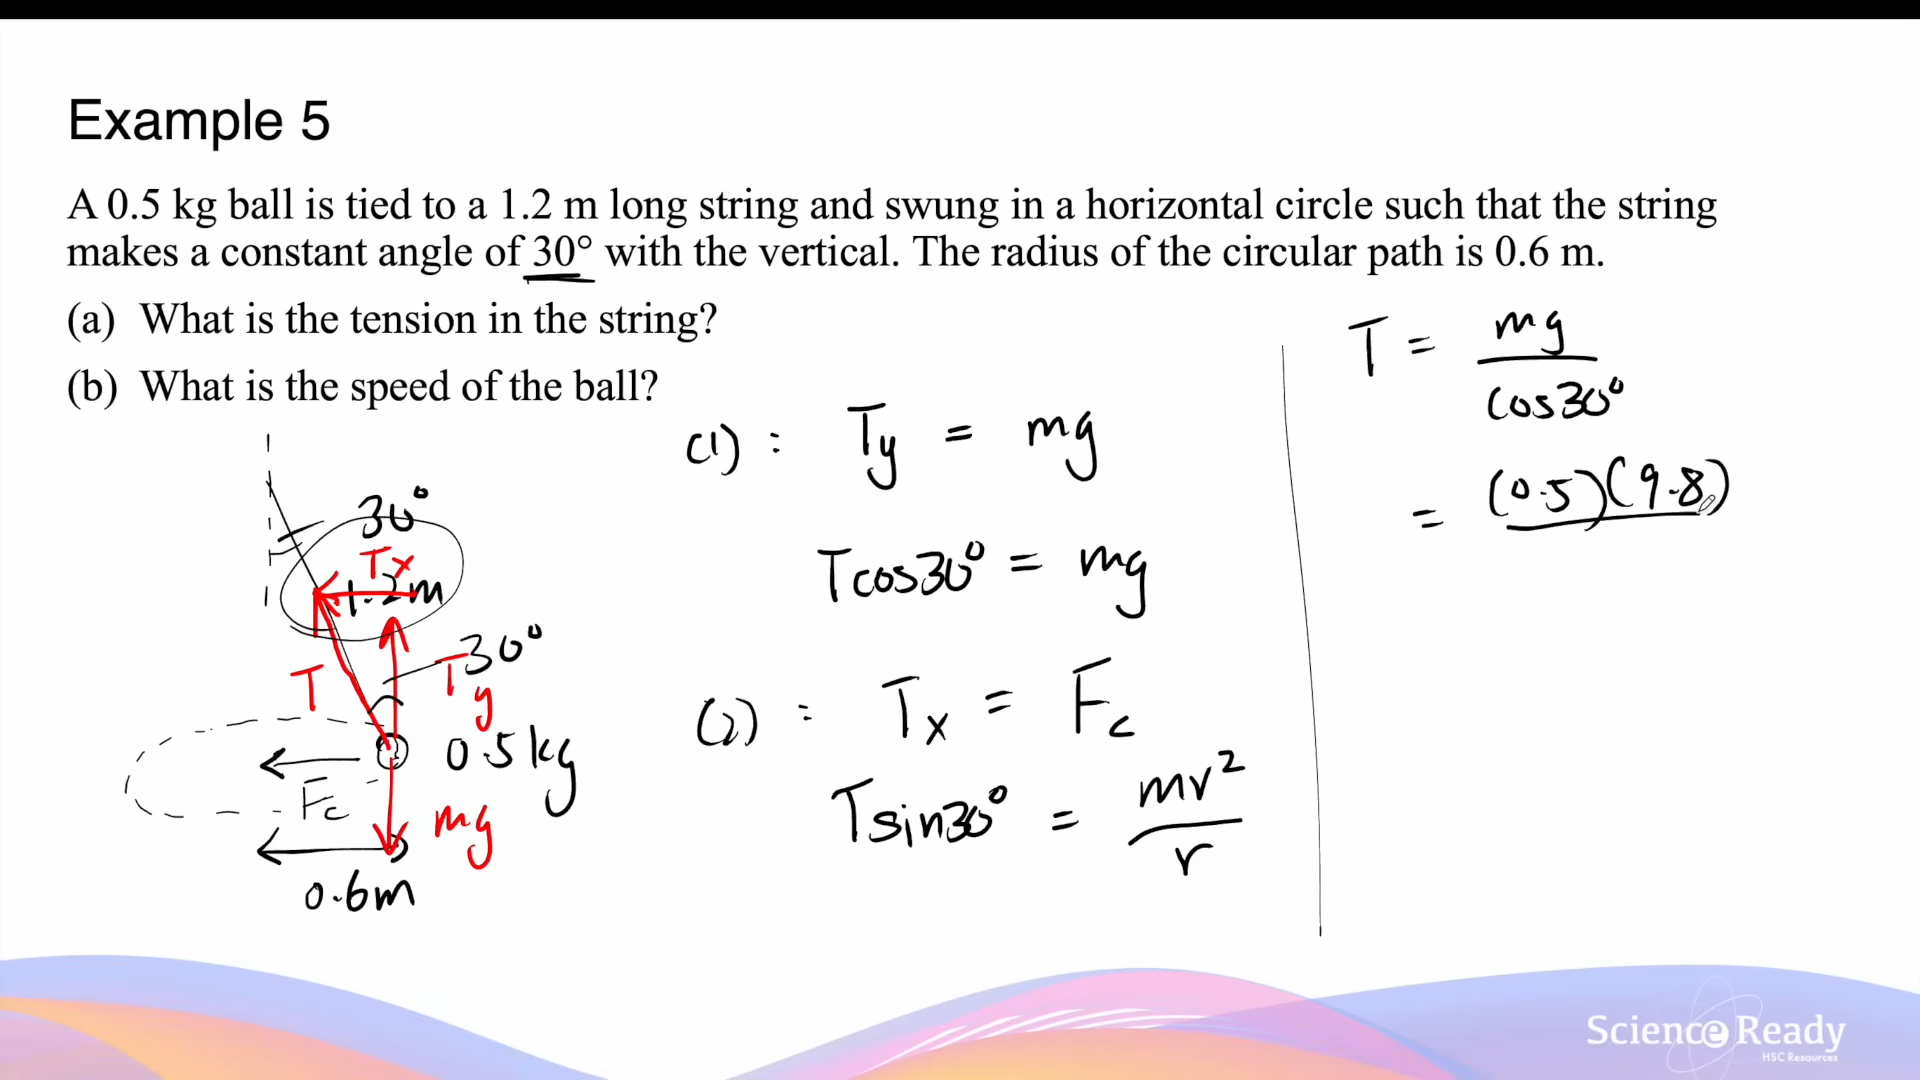 Example 5
A 0.5 kg ball is tied to a 1.2 m long string and swung in a horizontal circle such that the string
makes a constant angle of 30° with the vertical. The radius of the circular path is 0.6 m.
(a) What is the tension in the string?
(b) What is the speed of the ball?
30°
Tx
1.2m
30°
T
Ty
0.5kg
Fc
mg
0.6m
(1) : Ty = mg
Tcos30° = mg
(2) : Tx = Fc
Tsin30° = mv²
r
T = mg
cos30°
= (0.5)(9.8)
Science Ready
HSC Resources